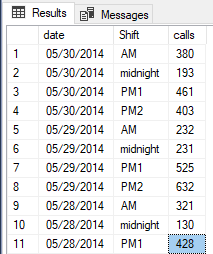 Results Messages
date Shift calls
1 05/30/2014 AM 380
2 05/30/2014 midnight 193
3 05/30/2014 PM1 461
4 05/30/2014 PM2 403
5 05/29/2014 AM 232
6 05/29/2014 midnight 231
7 05/29/2014 PM1 525
8 05/29/2014 PM2 632
9 05/28/2014 AM 321
10 05/28/2014 midnight 130
11 05/28/2014 PM1 428